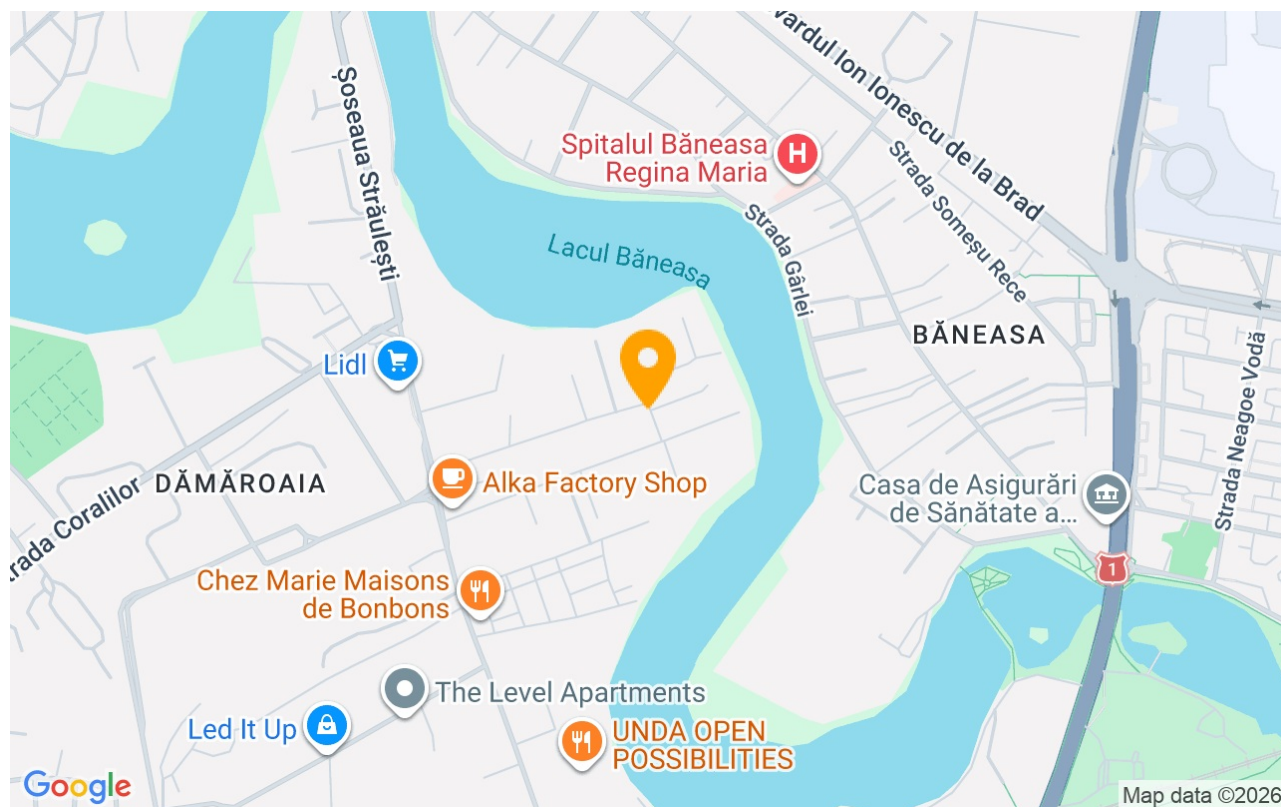 vardul Ion Ionescu de la Brad
Șoseaua Străulești
Spitalul Băneasa
Regina Maria
H
Strada Someșu Rece
Strada Gârlei
Lacul Băneasa
BĂNEASA
Strada Neagoe Vodă
Lidl
DĂMĂROAIA
Alka Factory Shop
Casa de Asigurări
de Sănătate a...
trada Coralilor
1
Chez Marie Maisons
de Bonbons
The Level Apartments
Led It Up
UNDA OPEN
POSSIBILITIES
Google
Map data ©2026